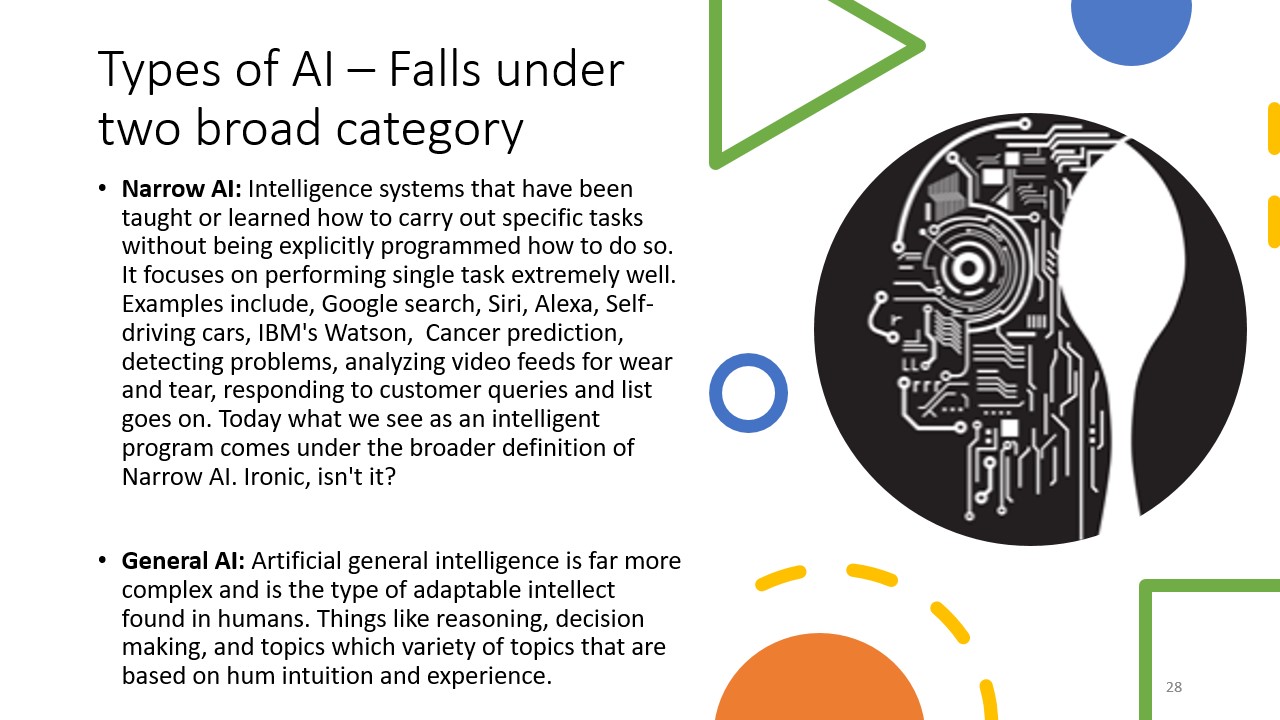 Types of AI – Falls under
two broad category
• Narrow AI: Intelligence systems that have been
taught or learned how to carry out specific tasks
without being explicitly programmed how to do so.
It focuses on performing single task extremely well.
Examples include, Google search, Siri, Alexa, Self-
driving cars, IBM's Watson,  Cancer prediction,
detecting problems, analyzing video feeds for wear
and tear, responding to customer queries and list
goes on. Today what we see as an intelligent
program comes under the broader definition of
Narrow AI. Ironic, isn't it?
• General AI: Artificial general intelligence is far more
complex and is the type of adaptable intellect
found in humans. Things like reasoning, decision
making, and topics which variety of topics that are
based on hum intuition and experience.
28